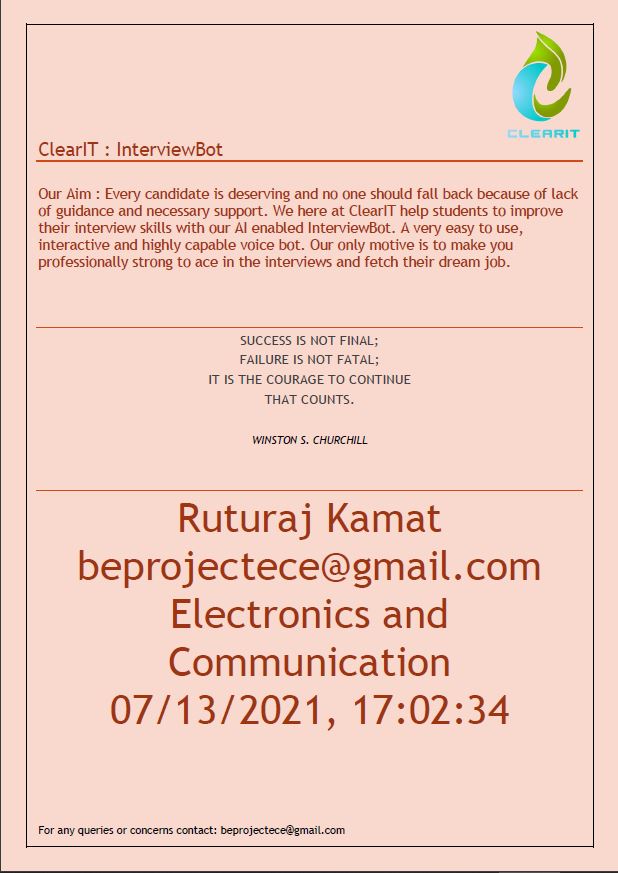 CLEARIT
ClearIT : InterviewBot
Our Aim : Every candidate is deserving and no one should fall back because of lack
of guidance and necessary support. We here at ClearIT help students to improve
their interview skills with our AI enabled InterviewBot. A very easy to use,
interactive and highly capable voice bot. Our only motive is to make you
professionally strong to ace in the interviews and fetch their dream job.
SUCCESS IS NOT FINAL;
FAILURE IS NOT FATAL;
IT IS THE COURAGE TO CONTINUE
THAT COUNTS.
WINSTON S. CHURCHILL
Ruturaj Kamat
beprojectece@gmail.com
Electronics and
Communication
07/13/2021, 17:02:34
For any queries or concerns contact: beprojectece@gmail.com